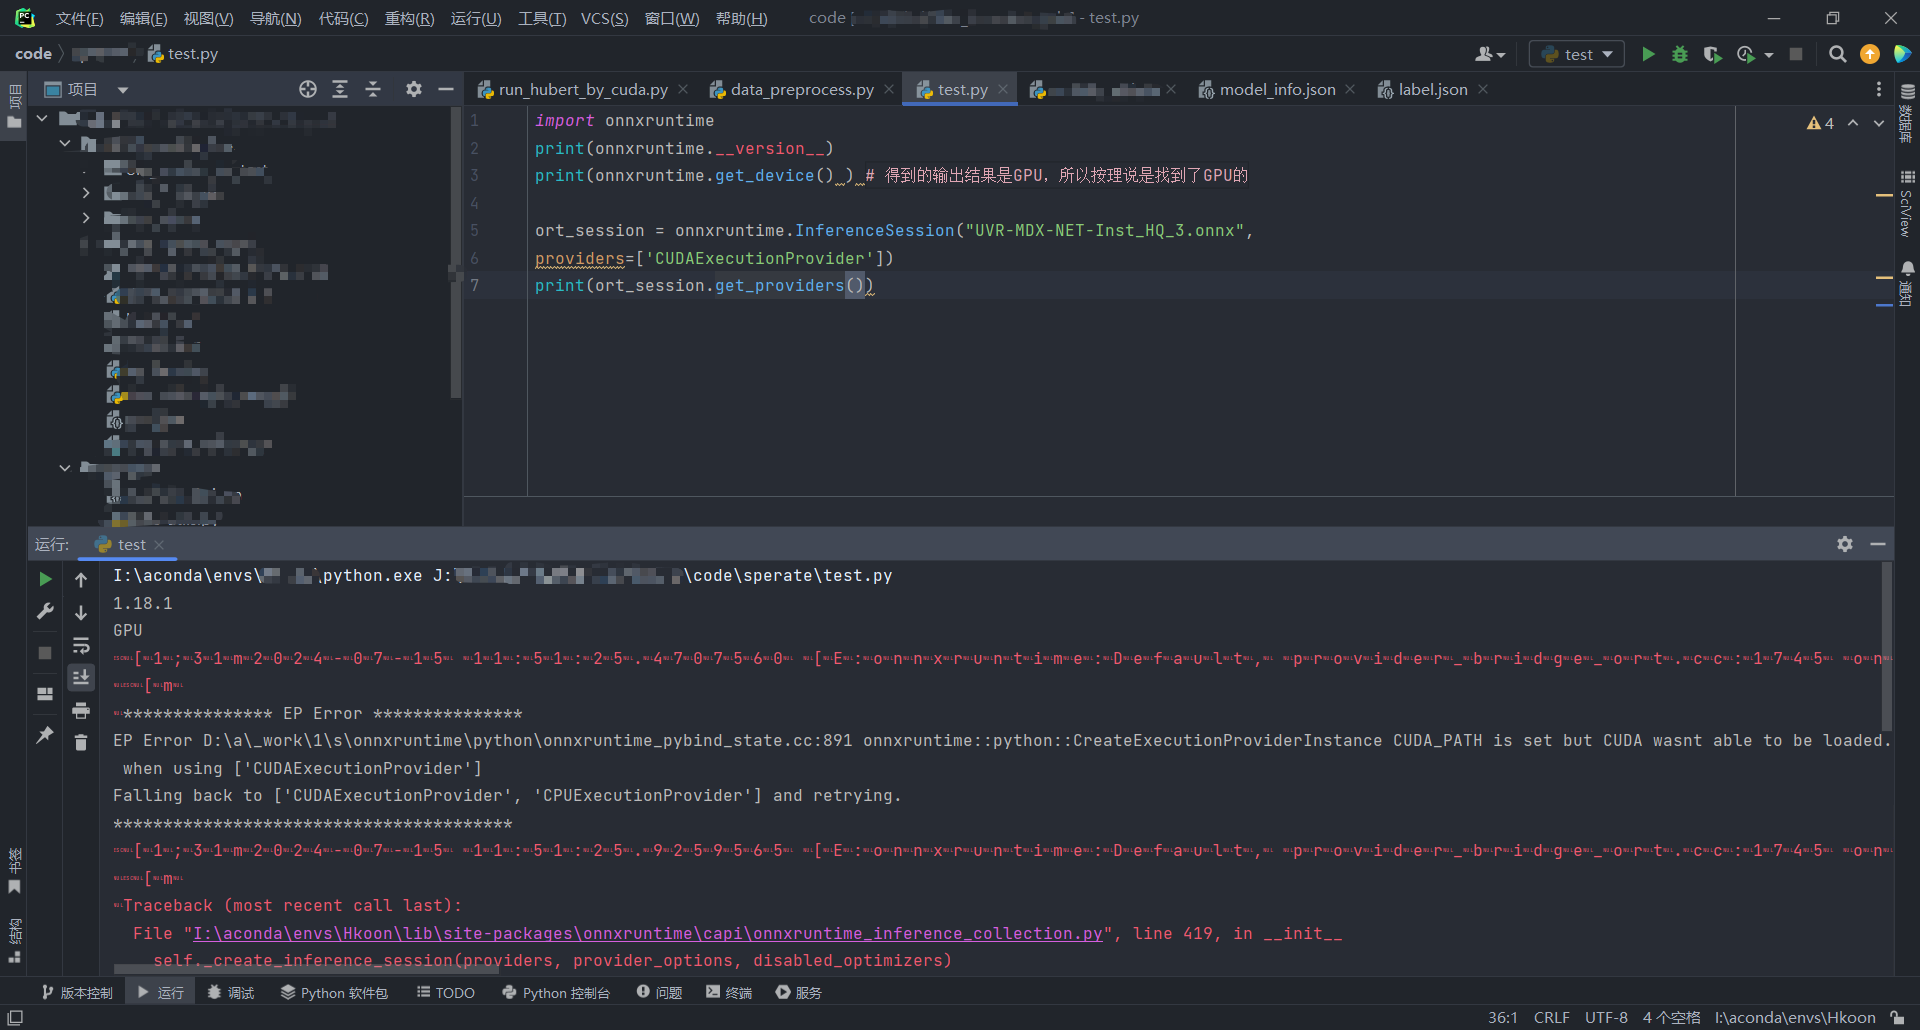 文件(F) 编辑(E) 视图(V) 导航(N) 代码(C) 重构(R) 运行(U) 工具(T) VCS(S) 窗口(W) 帮助(H) code [ - test.py
code test.py
test
项目
项目
run_hubert_by_cuda.py
data_preprocess.py
test.py
model_info.json
label.json
1 import onnxruntime
2 print(onnxruntime.__version__)
3 print(onnxruntime.get_device() ) # 得到的输出结果是GPU，所以按理说是找到了GPU的
4
5 ort_session = onnxruntime.InferenceSession("UVR-MDX-NET-Inst_HQ_3.onnx",
6 providers=['CUDAExecutionProvider'])
7 print(ort_session.get_providers())
4
数据库
SciView
通知
运行: test
I:\aconda\envs\ \python.exe J:\ \code\sperate\test.py
1.18.1
GPU
[1;31m2024-07-15 11:51:25.4707560 [E:onnxruntime:Default, provider_bridge_ort.cc:1745 on
[m
*************** EP Error ***************
EP Error D:\a\_work\1\s\onnxruntime\python\onnxruntime_pybind_state.cc:891 onnxruntime::python::CreateExecutionProviderInstance CUDA_PATH is set but CUDA wasnt able to be loaded.
when using ['CUDAExecutionProvider']
Falling back to ['CUDAExecutionProvider', 'CPUExecutionProvider'] and retrying.
****************************************
[1;31m2024-07-15 11:51:25.9259565 [E:onnxruntime:Default, provider_bridge_ort.cc:1745 on
[m
Traceback (most recent call last):
File "I:\aconda\envs\Hkoon\lib\site-packages\onnxruntime\capi\onnxruntime_inference_collection.py", line 419, in __init__
self._create_inference_session(providers, provider_options, disabled_optimizers)
书签
结构
版本控制 运行 调试 Python 软件包 TODO Python 控制台 问题 终端 服务
36:1 CRLF UTF-8 4 个空格 I:\aconda\envs\Hkoon